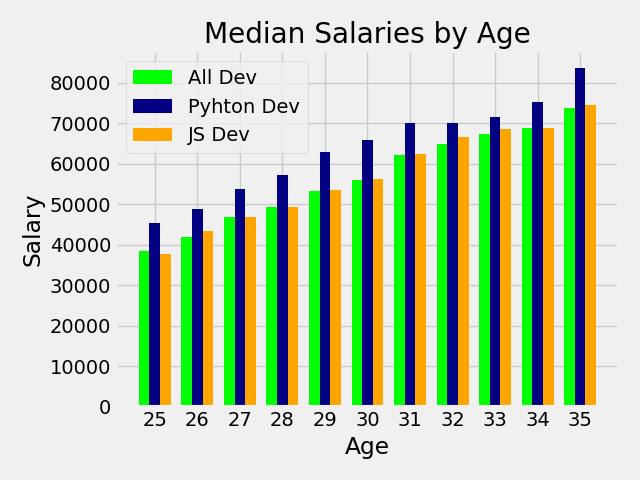 Median Salaries by Age
All Dev
Pyhton Dev
JS Dev
80000
70000
60000
50000
40000
30000
20000
10000
0
Salary
25 26 27 28 29 30 31 32 33 34 35
Age